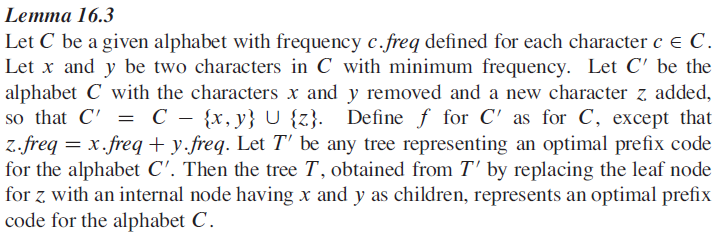 Lemma 16.3
Let C be a given alphabet with frequency c.freq defined for each character c ∈ C.
Let x and y be two characters in C with minimum frequency. Let C′ be the
alphabet C with the characters x and y removed and a new character z added,
so that C′ = C − {x, y} ∪ {z}. Define f for C′ as for C, except that
z.freq = x.freq + y.freq. Let T′ be any tree representing an optimal prefix code
for the alphabet C′. Then the tree T, obtained from T′ by replacing the leaf node
for z with an internal node having x and y as children, represents an optimal prefix
code for the alphabet C.